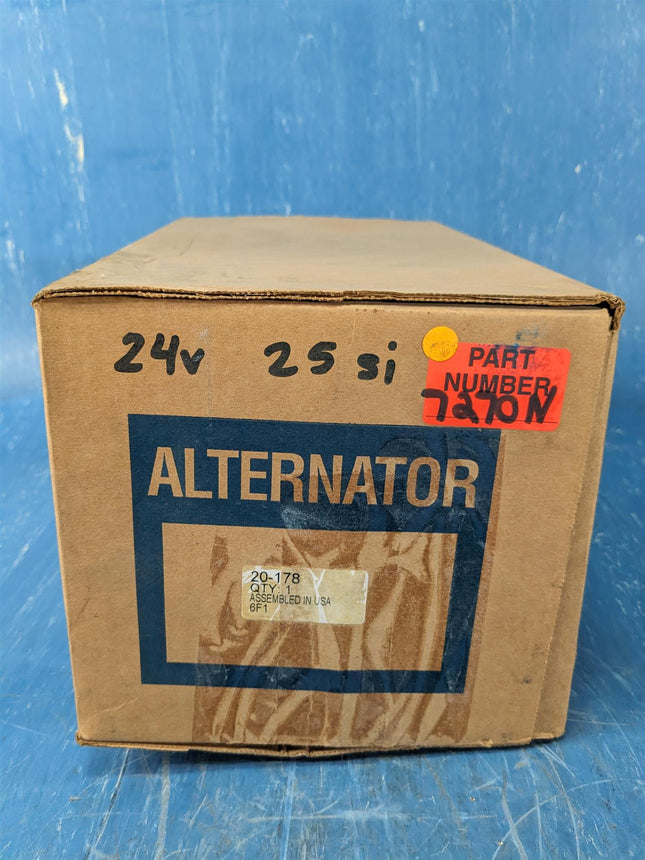 24v 25 si
PART
NUMBER
7270N
ALTERNATOR
20-178
QTY: 1
ASSEMBLED IN USA
6F1